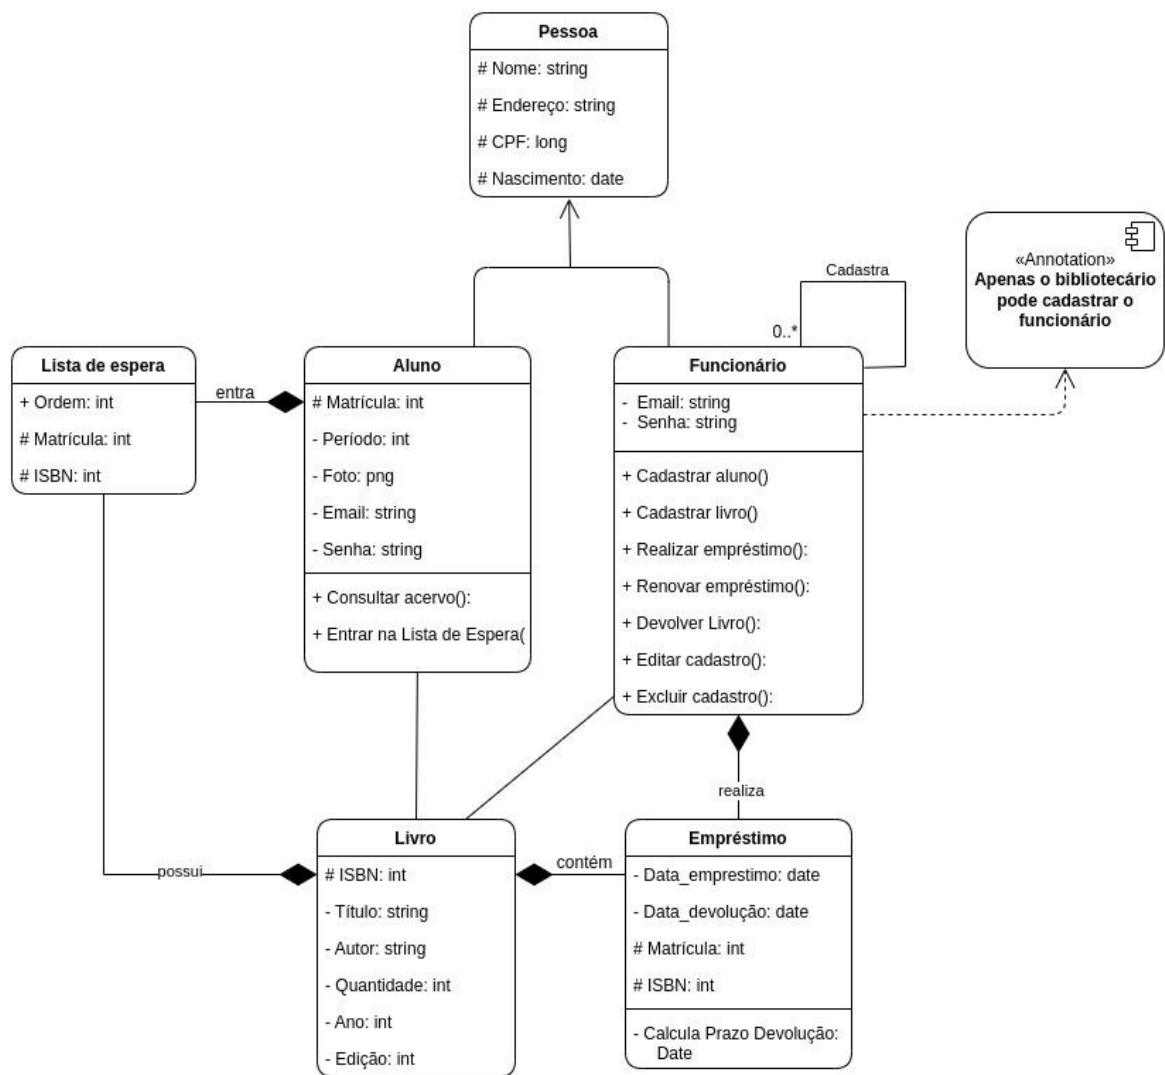 Pessoa
# Nome: string
# Endereço: string
# CPF: long
# Nascimento: date
«Annotation»
Apenas o bibliotecário
pode cadastrar o
funcionário
Cadastra
0..*
Lista de espera
+ Ordem: int
# Matrícula: int
# ISBN: int
entra
Aluno
# Matrícula: int
- Período: int
- Foto: png
- Email: string
- Senha: string
+ Consultar acervo():
+ Entrar na Lista de Espera(
Funcionário
- Email: string
- Senha: string
+ Cadastrar aluno()
+ Cadastrar livro()
+ Realizar empréstimo():
+ Renovar empréstimo():
+ Devolver Livro():
+ Editar cadastro():
+ Excluir cadastro():
realiza
possui
Livro
# ISBN: int
- Título: string
- Autor: string
- Quantidade: int
- Ano: int
- Edição: int
contém
Empréstimo
- Data_emprestimo: date
- Data_devolução: date
# Matrícula: int
# ISBN: int
- Calcula Prazo Devolução:
Date